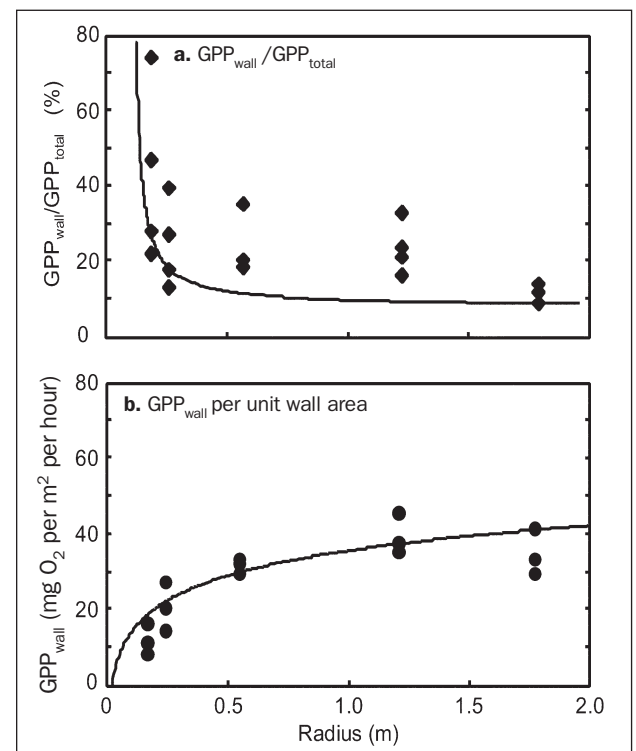 80
60
40
20
0
GPPwall/GPPtotal (%)
a. GPPwall /GPPtotal
80
60
40
20
0
GPPwall (mg O2 per m2 per hour)
b. GPPwall per unit wall area
0 0.5 1.0 1.5 2.0
Radius (m)